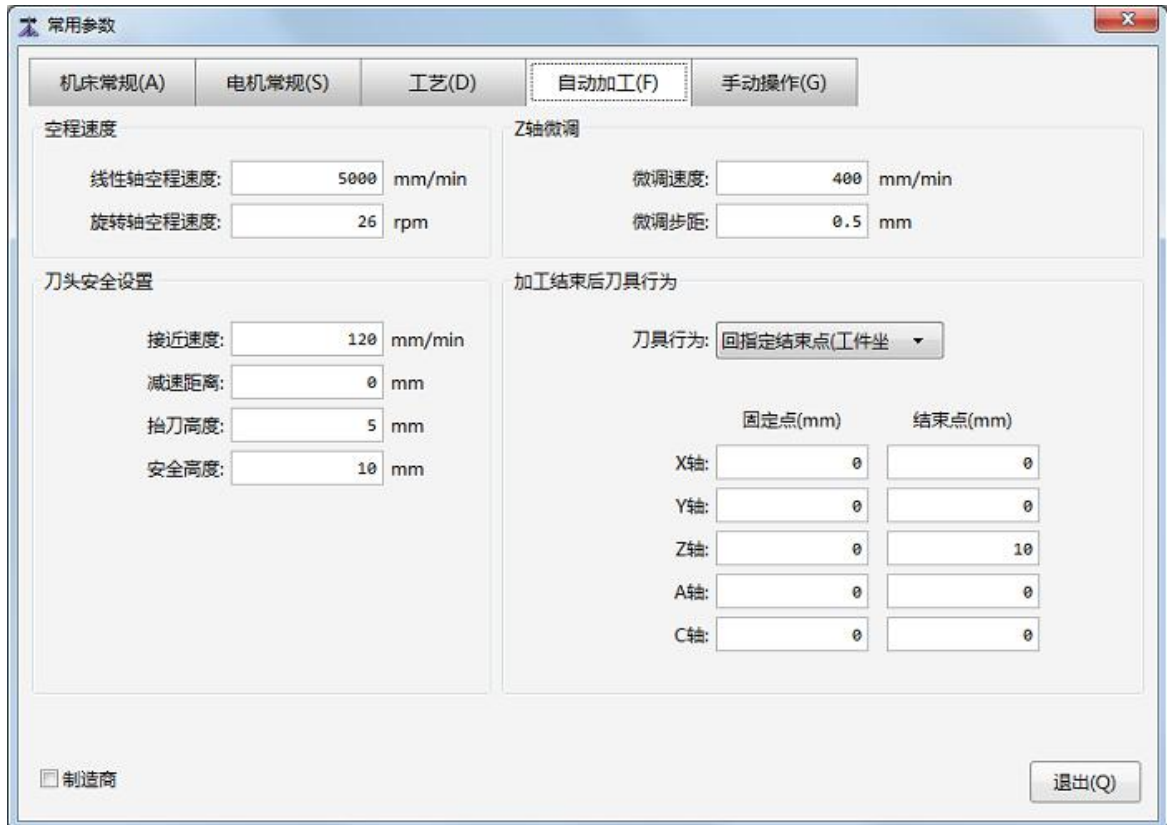 常用参数
机床常规(A) 电机常规(S) 工艺(D) 自动加工(F) 手动操作(G)
空程速度
线性轴空程速度: 5000 mm/min
旋转轴空程速度: 26 rpm
Z轴微调
微调速度: 400 mm/min
微调步距: 0.5 mm
刀头安全设置
接近速度: 120 mm/min
减速距离: 0 mm
抬刀高度: 5 mm
安全高度: 10 mm
加工结束后刀具行为
刀具行为: 回指定结束点(工件坐
固定点(mm) 结束点(mm)
X轴: 0 0
Y轴: 0 0
Z轴: 0 10
A轴: 0 0
C轴: 0 0
制造商
退出(Q)